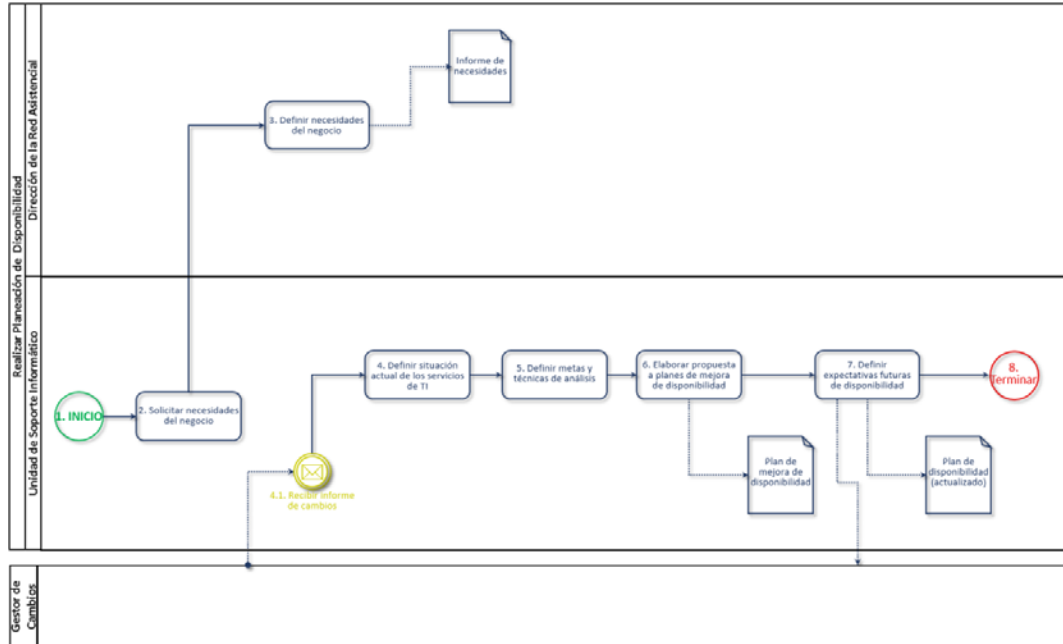 Realizar Planeación de Disponibilidad
Dirección de la Red Asistencial
Informe de
necesidades
3. Definir necesidades
del negocio
Unidad de Soporte Informático
1. INICIO
2. Solicitar necesidades
del negocio
4.1. Recibir informe
de cambios
4. Definir situación
actual de los servicios
de TI
5. Definir metas y
técnicas de análisis
6. Elaborar propuesta
a planes de mejora
de disponibilidad
7. Definir
expectativas futuras
de disponibilidad
8.
Terminar
Plan de
mejora de
disponibilidad
Plan de
disponibilidad
(actualizado)
Gestor de
Cambios